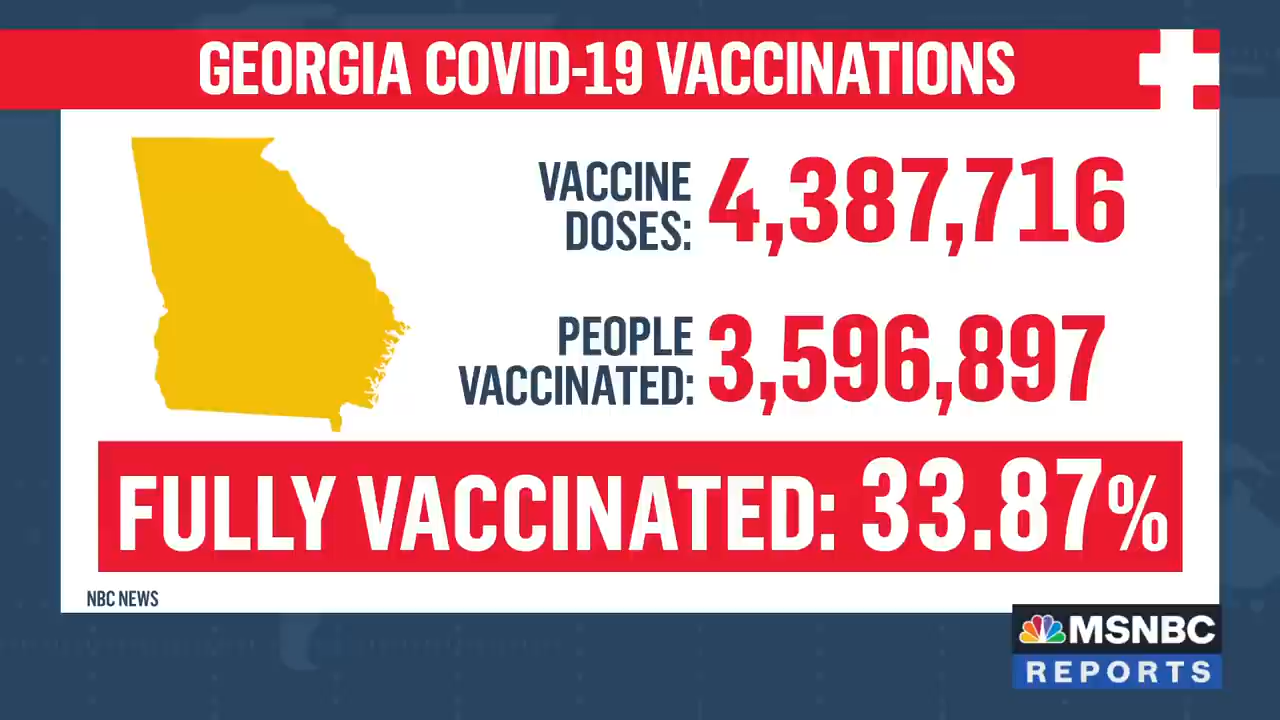 GEORGIA COVID-19 VACCINATIONS
VACCINE
DOSES: 4,387,716
PEOPLE
VACCINATED: 3,596,897
FULLY VACCINATED: 33.87%
NBC NEWS
MSNBC
REPORTS